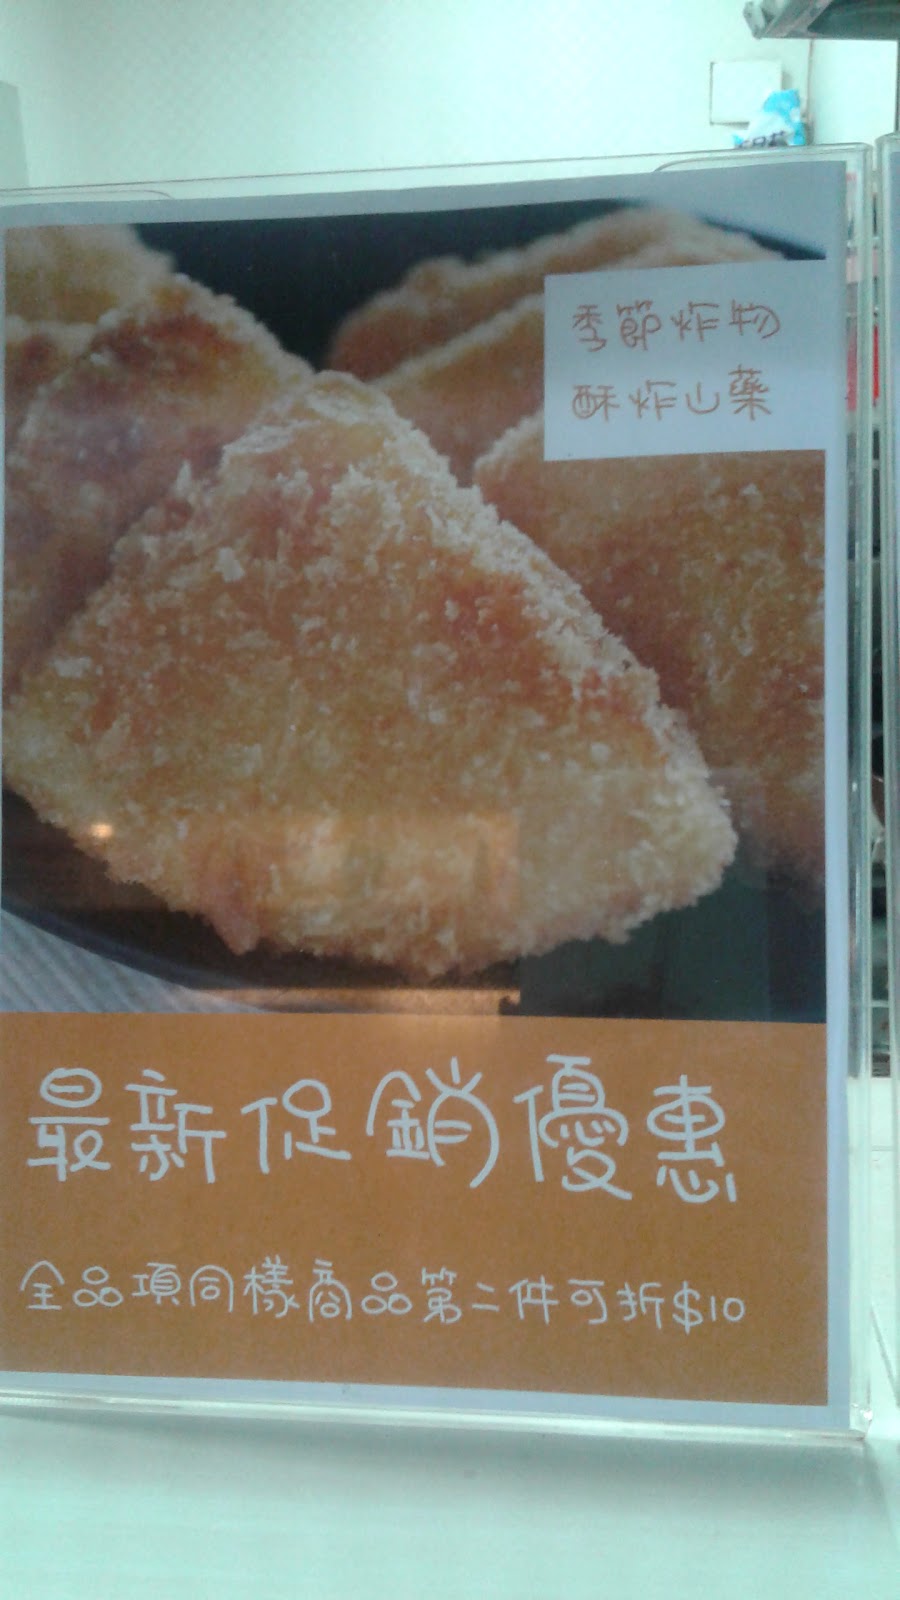 季節炸物
酥炸山藥
最新促銷優惠
全品項同樣商品第二件可折$10